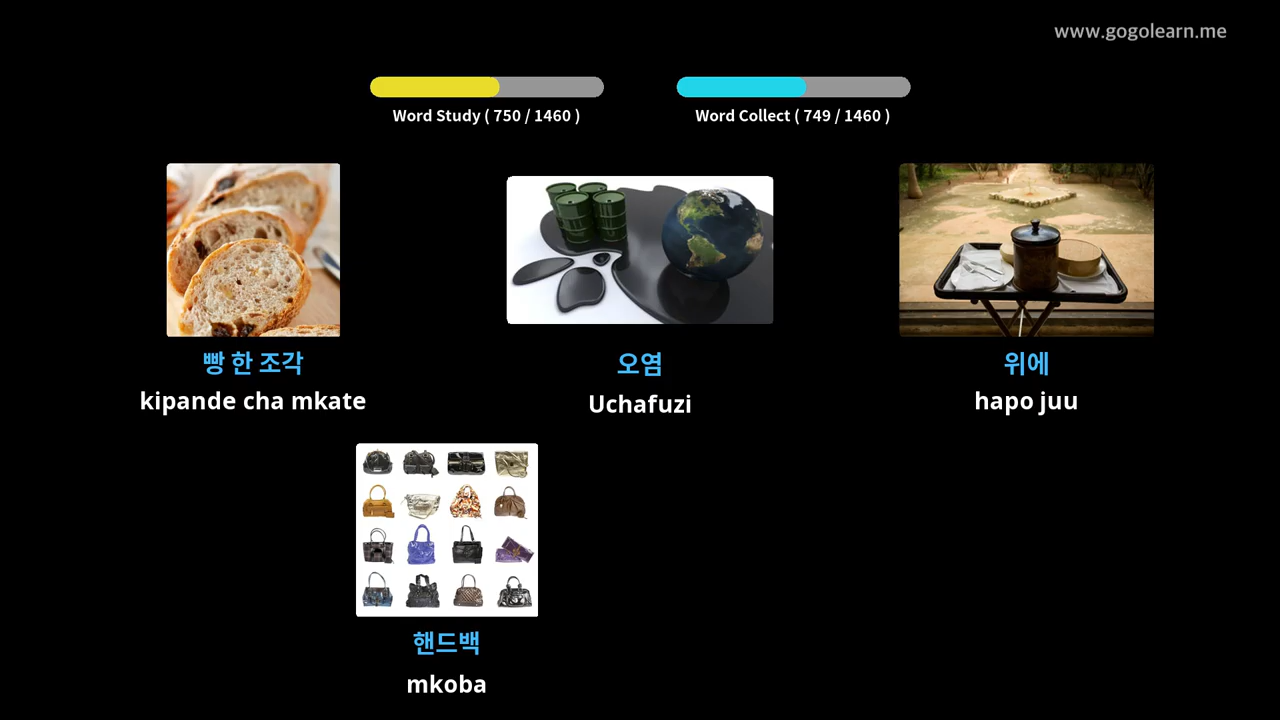 www.gogolearn.me
Word Study ( 750 / 1460 )
Word Collect ( 749 / 1460 )
빵 한 조각
kipande cha mkate
오염
Uchafuzi
위에
hapo juu
핸드백
mkoba